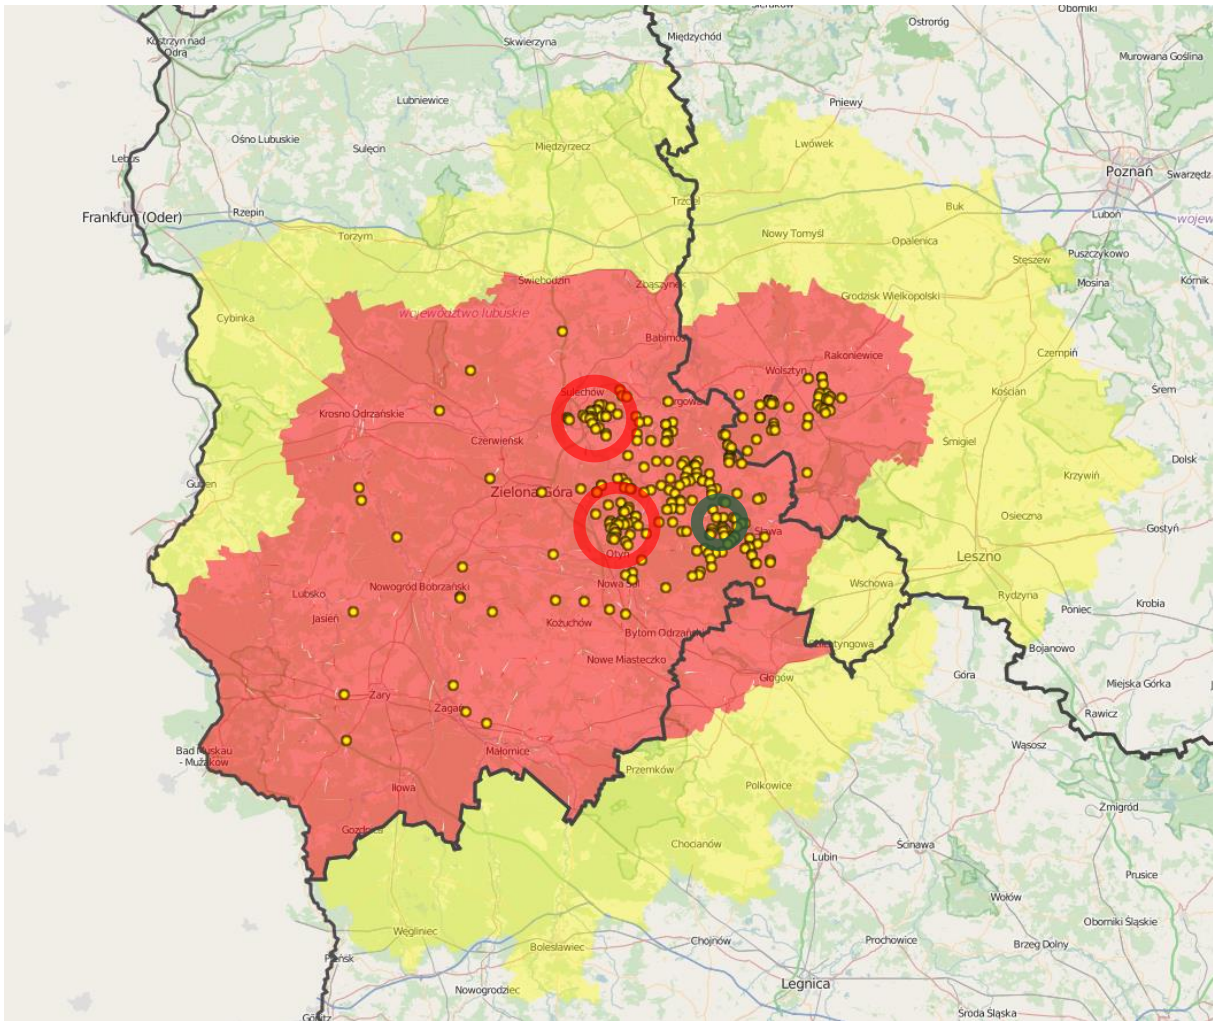 Sieraków
Oborniki
Ostroróg
Kostrzyn nad
Odrą
Skwierzyna
Międzychód
Murowana Goślina
Lubniewice
Pniewy
Ośno Lubuskie
Sulęcin
Międzyrzecz
Lwówek
Lebus
Poznań
Swarzędz
Trzciel
Frankfurt (Oder)
Rzepin
Buk
Luboń
wojew
Torzym
Nowy Tomyśl
Opalenica
Stęszew
Puszczykowo
Mosina
Kórnik
Świebodzin
Zbąszynek
Grodzisk Wielkopolski
Cybinka
województwo lubuskie
Babimost
Rakoniewice
Czempiń
Wolsztyn
Sulechów
Kościan
Śrem
Krosno Odrzańskie
Czerwieńsk
Śmigiel
Dolsk
Krzywiń
Guben
Zielona Góra
Osieczna
Gostyń
Sława
Otyń
Leszno
Nowogród Bobrzański
Nowa Sól
Wschowa
Lubsko
Rydzyna
Poniec
Krobia
Jasień
Kożuchów
Bytom Odrzański
Szlichtyngowa
Bojanowo
Nowe Miasteczko
Głogów
Góra
Miejska Górka
Żary
Żagań
Rawicz
Bad Muskau
- Mużaków
Małomice
Wąsosz
Przemków
Iłowa
Polkowice
Żmigród
Gozdnica
Chocianów
Ścinawa
Lubin
Prusice
Wołów
Oborniki Śląskie
Węgliniec
Bolesławiec
Chojnów
Prochowice
Brzeg Dolny
Pieńsk
Nowogrodziec
Legnica
Środa Śląska
Görlitz